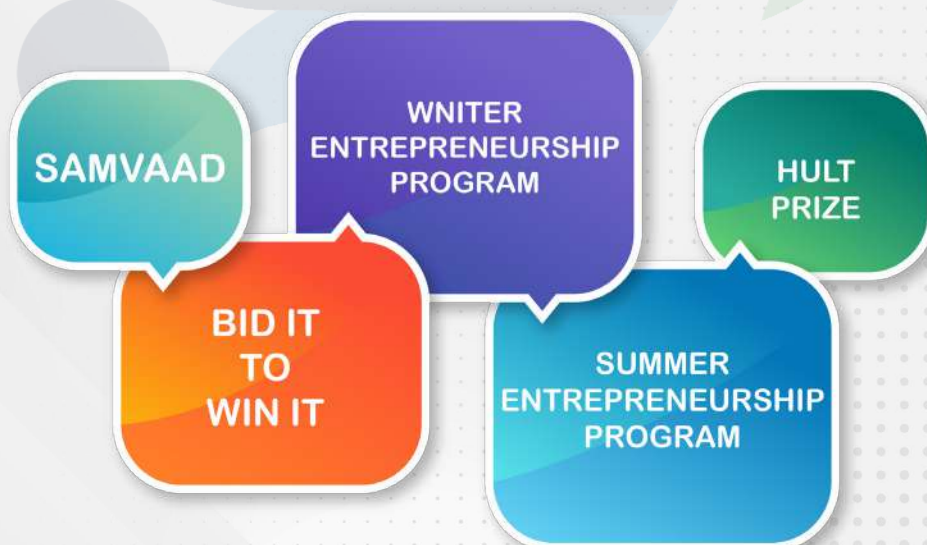 SAMVAAD
WNITER
ENTREPRENEURSHIP
PROGRAM
HULT
PRIZE
BID IT
TO
WIN IT
SUMMER
ENTREPRENEURSHIP
PROGRAM